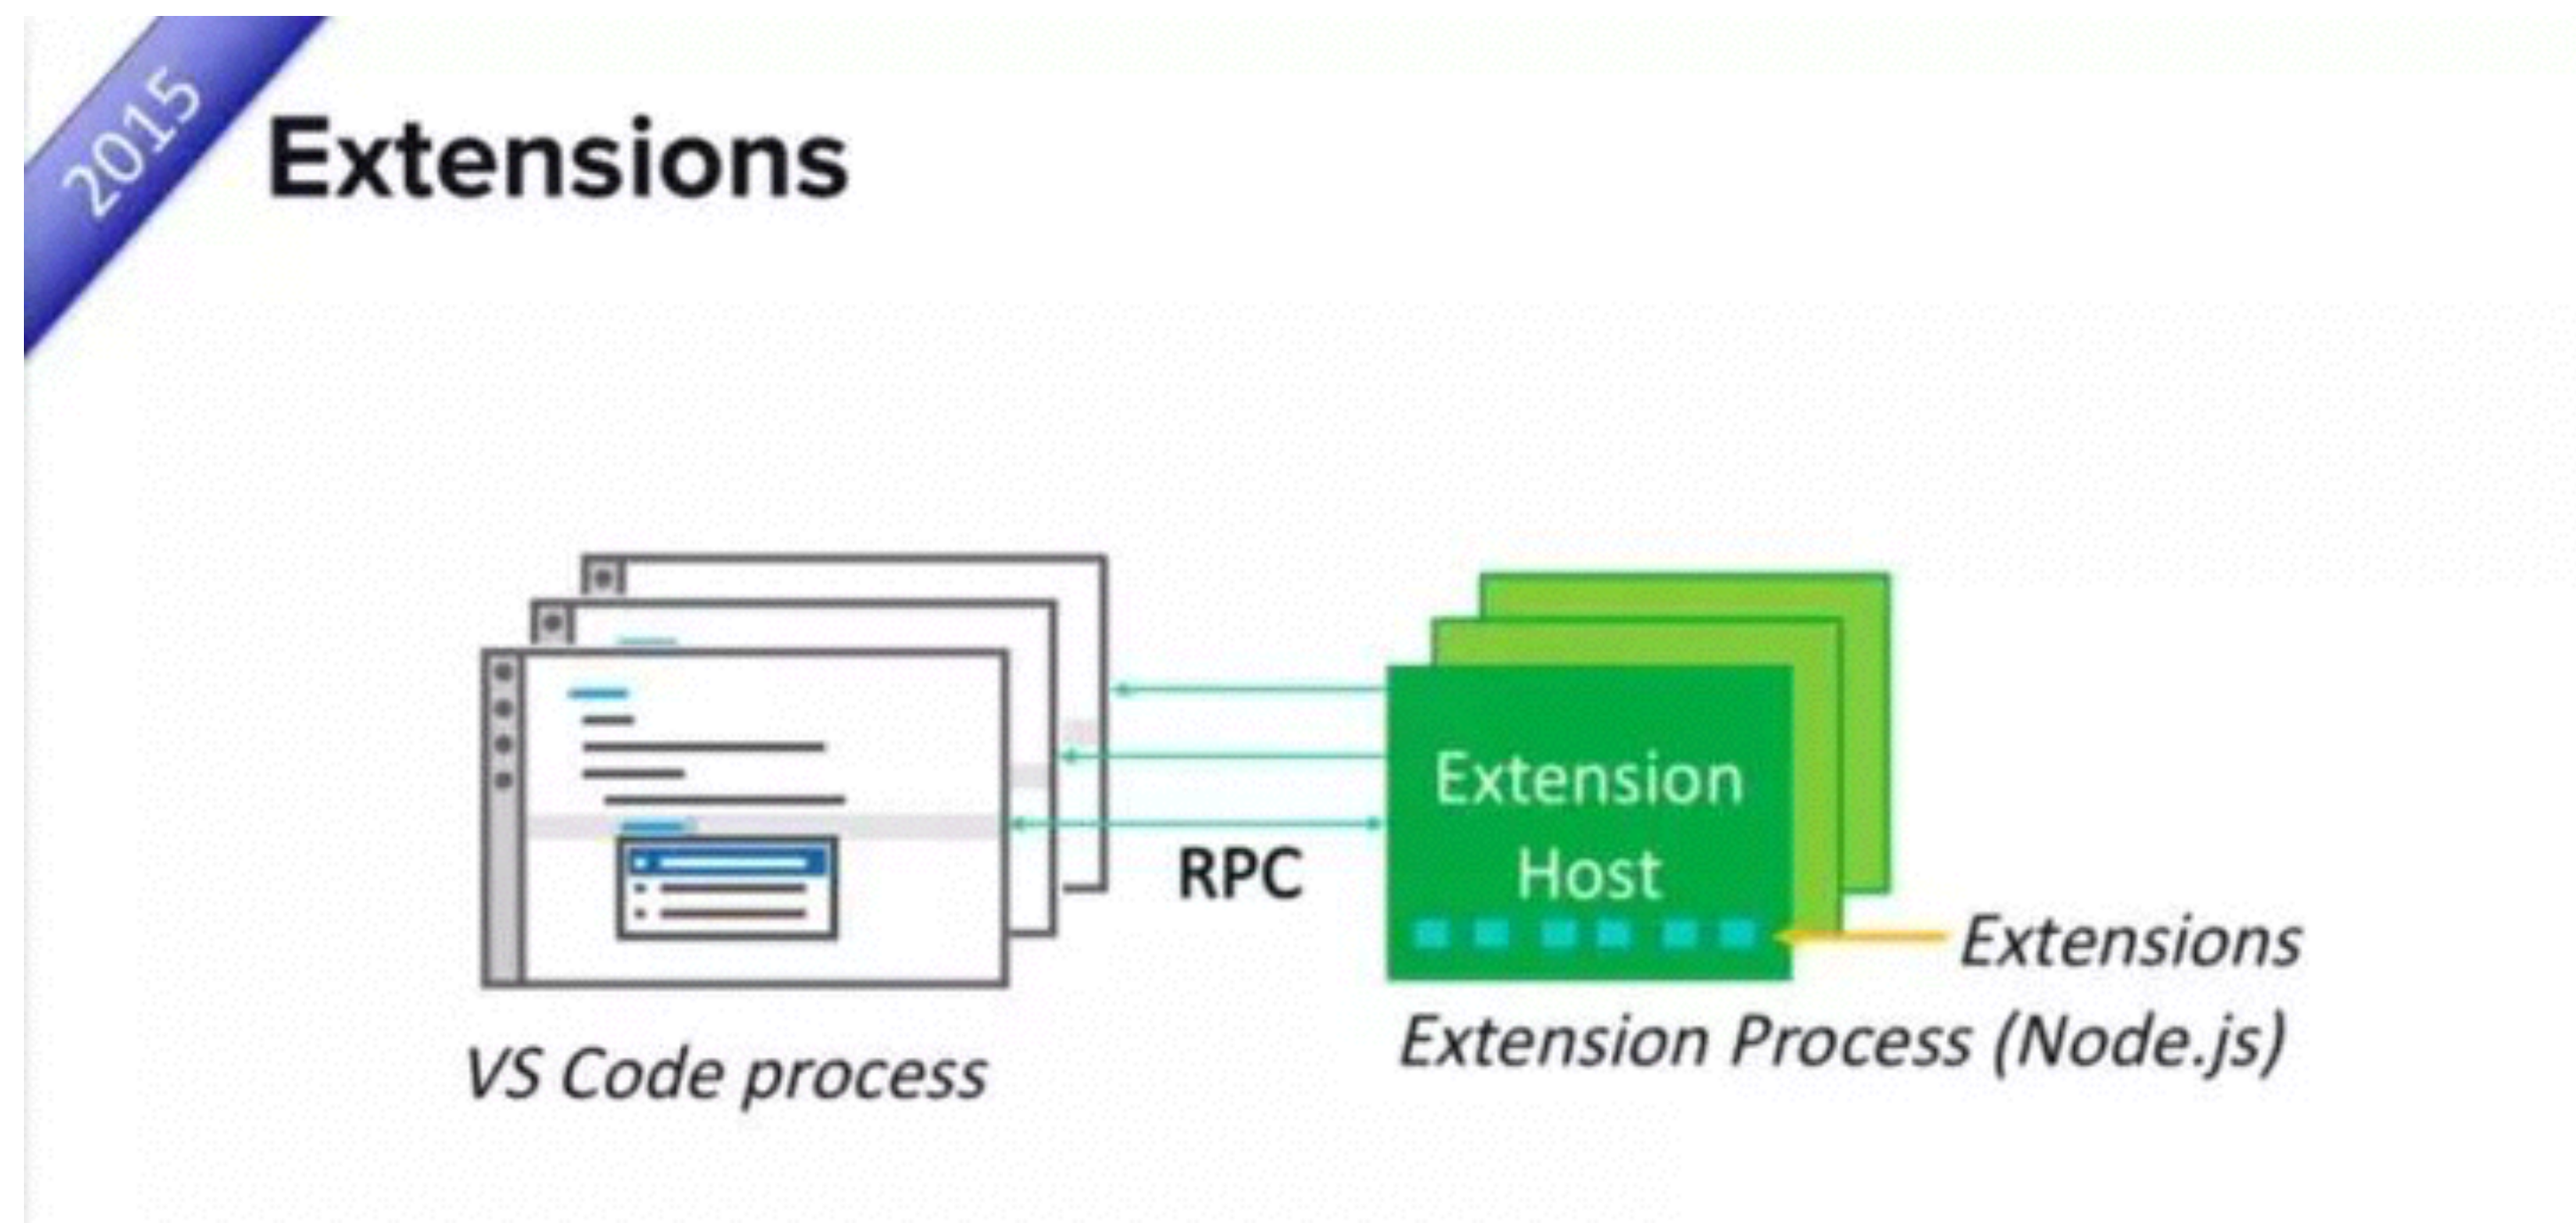 2015
Extensions
Extension
Host
RPC
Extensions
VS Code process
Extension Process (Node.js)